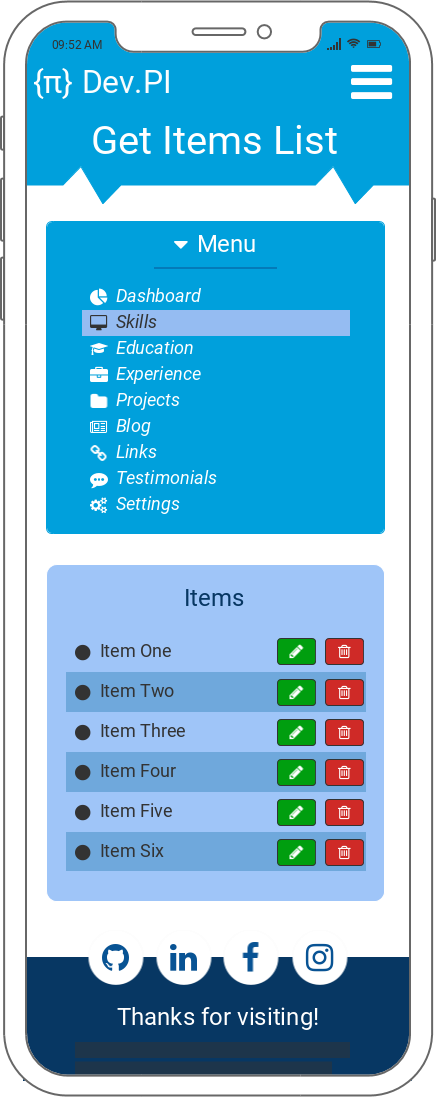 09:52 AM
{π} Dev.PI
Get Items List
Menu
Dashboard
Skills
Education
Experience
Projects
Blog
Links
Testimonials
Settings
Items
Item One
Item Two
Item Three
Item Four
Item Five
Item Six
in f
Thanks for visiting!